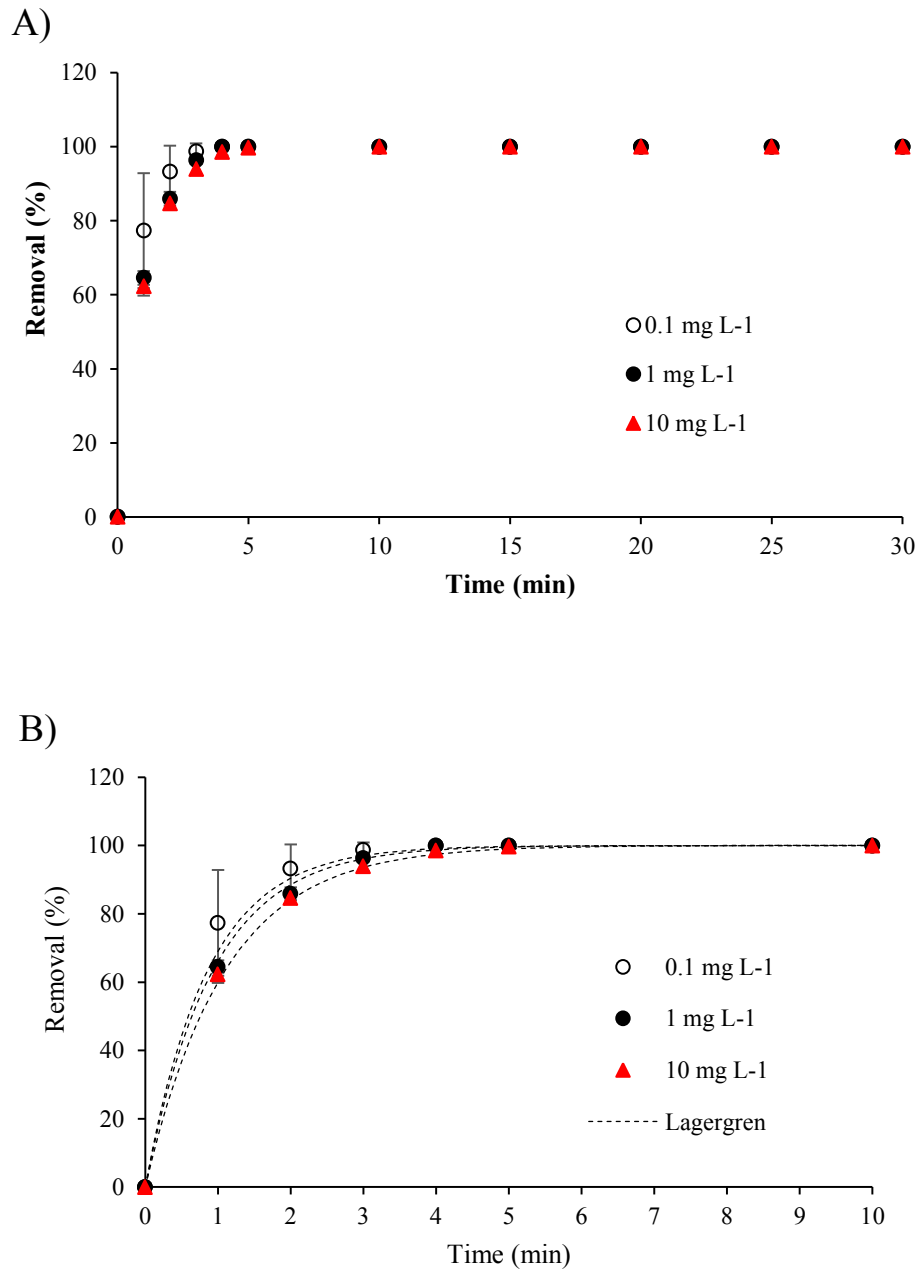 A)
120
100
80
60
40
20
0
Removal (%)
0 5 10 15 20 25 30
Time (min)
0.1 mg L-1
1 mg L-1
10 mg L-1
B)
120
100
80
60
40
20
0
Removal (%)
0 1 2 3 4 5 6 7 8 9 10
Time (min)
0.1 mg L-1
1 mg L-1
10 mg L-1
Lagergren